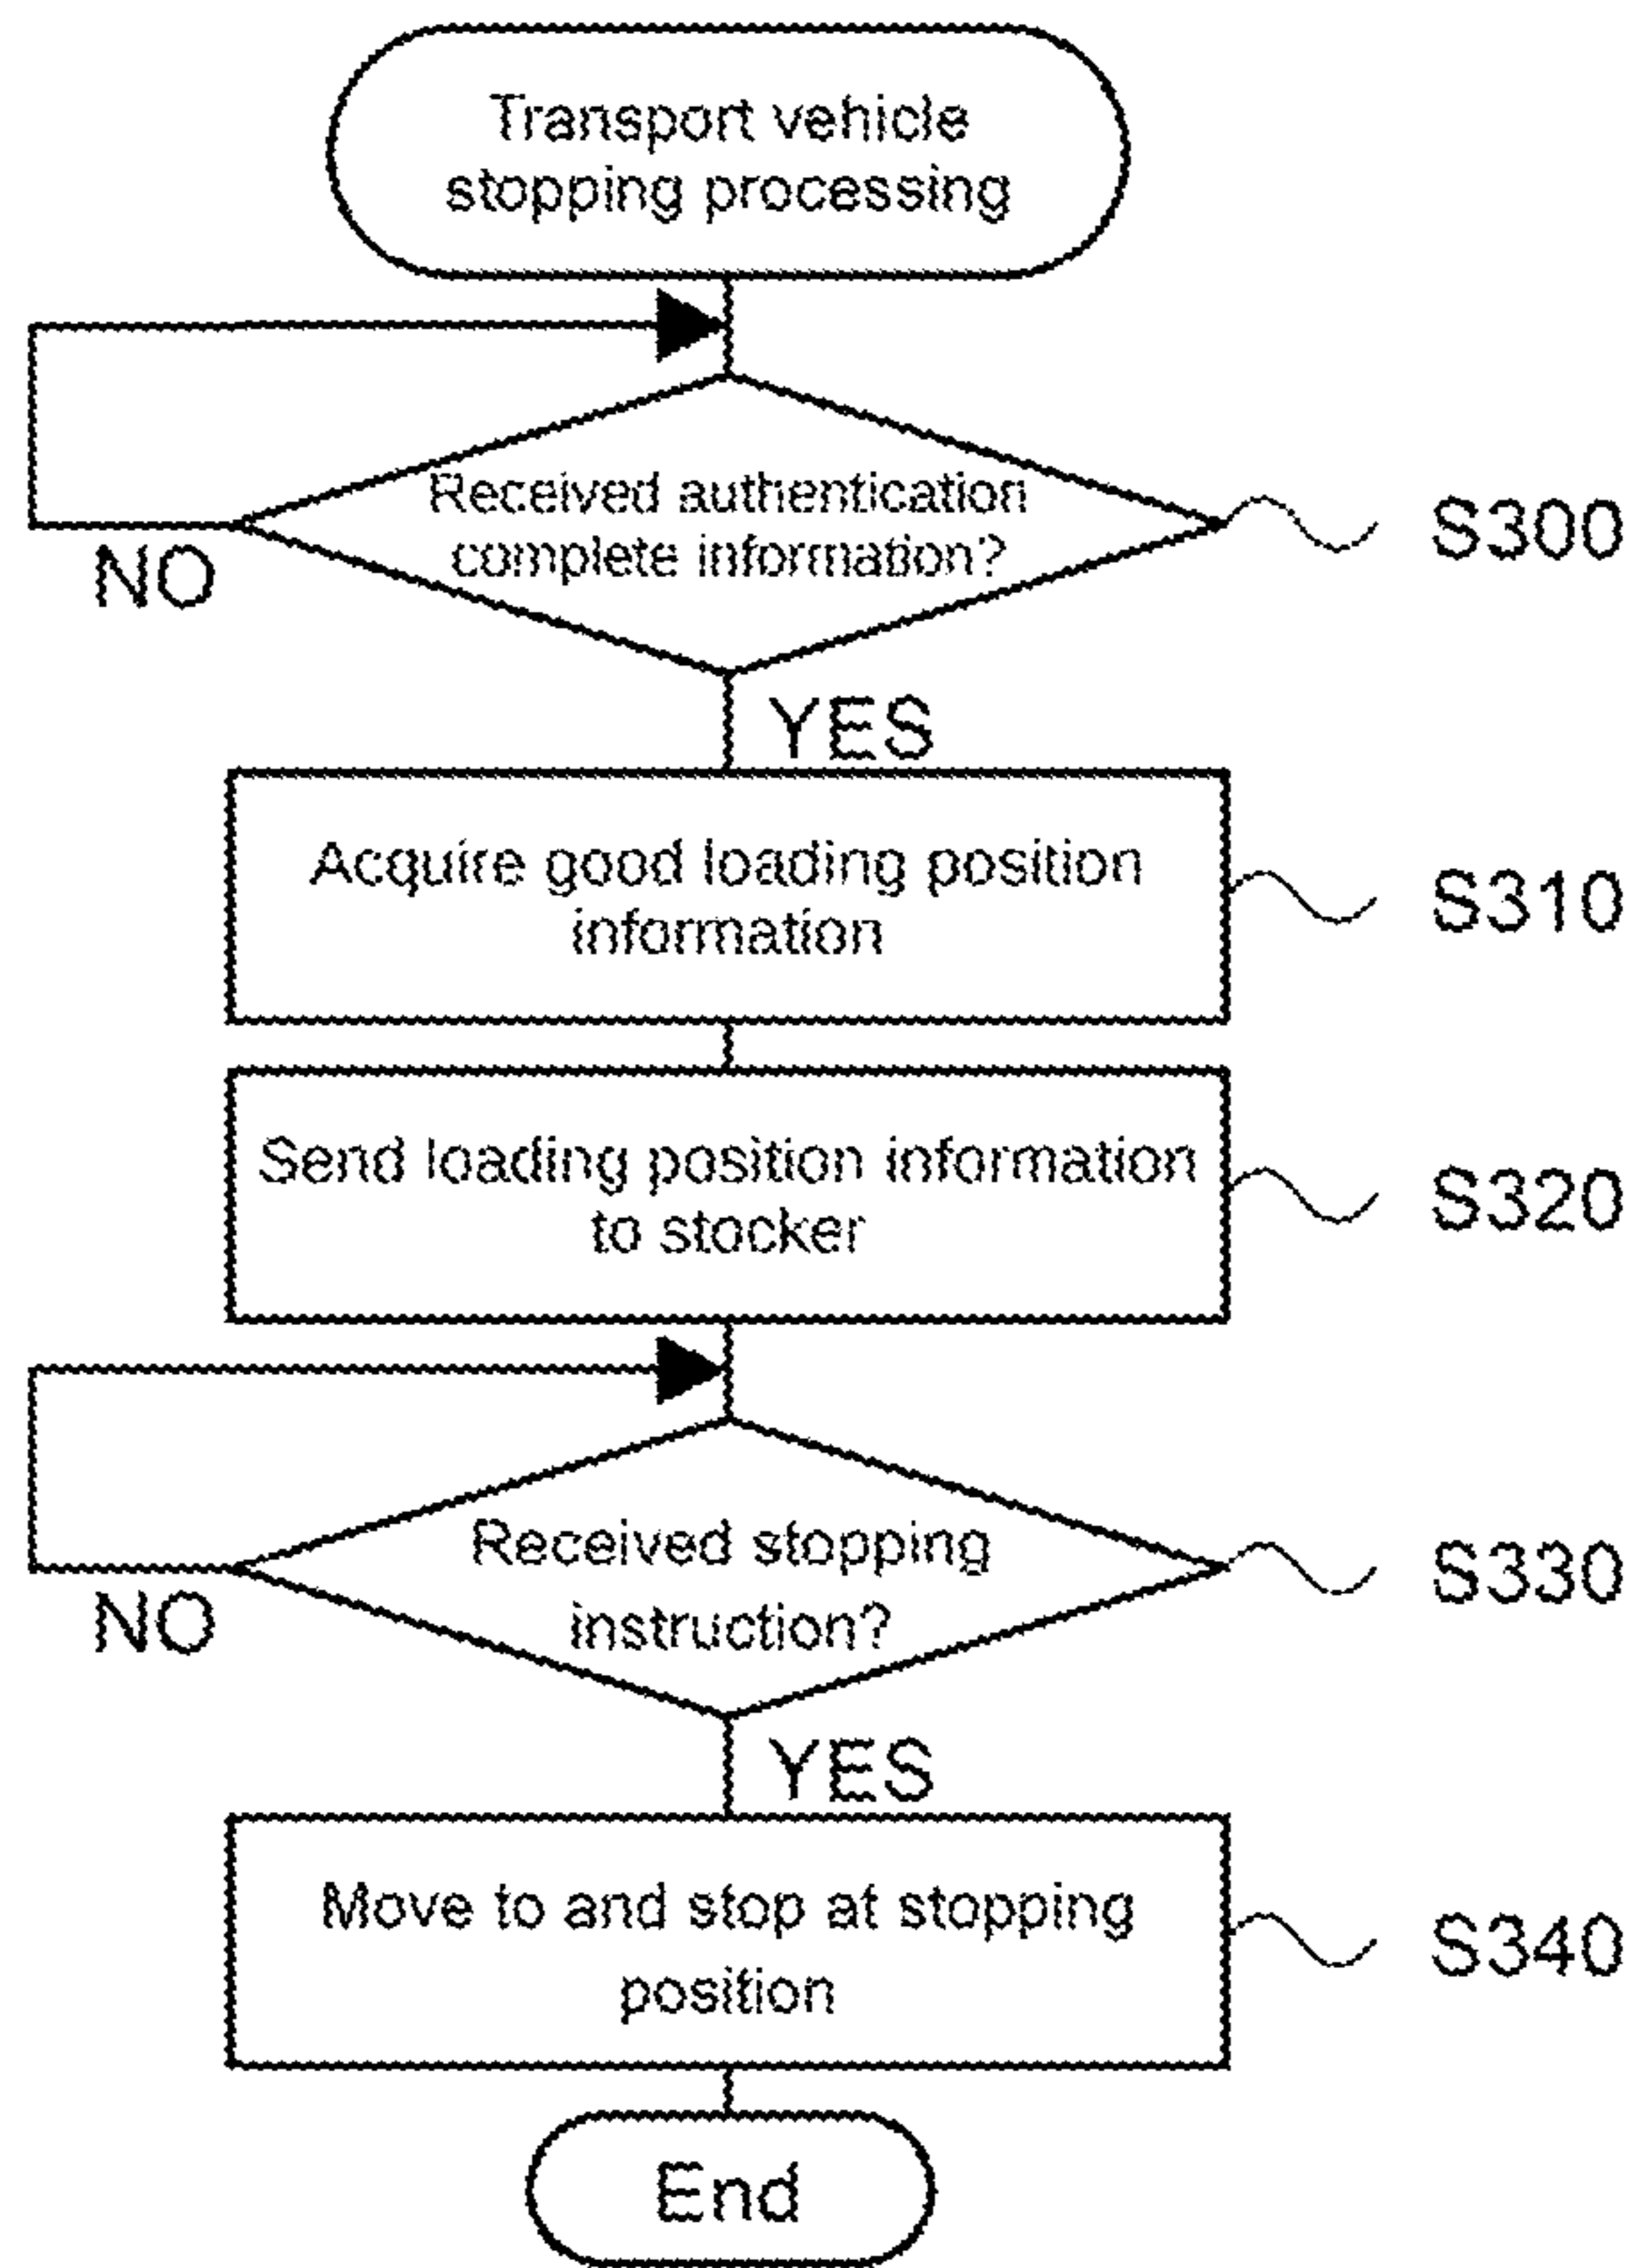 Transport vehicle
stopping processing
Received authentication
complete information?
S300
NO
YES
Acquire good loading position
information
S310
Send loading position information
to stocker
S320
Received stopping
instruction?
S330
NO
YES
Move to and stop at stopping
position
S340
End